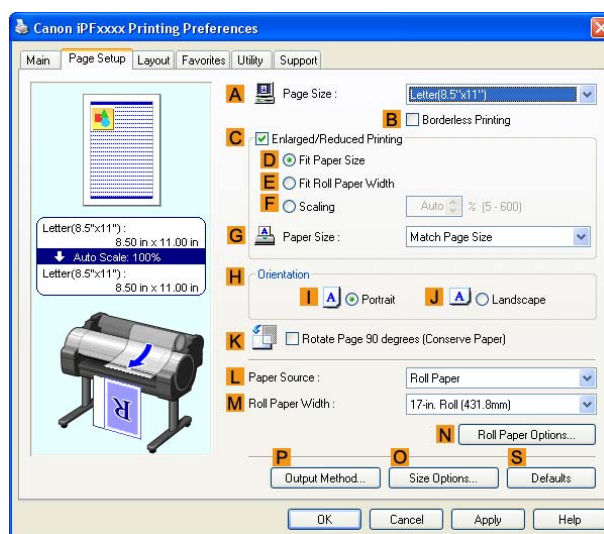 Canon iPFxxxx Printing Preferences
Main Page Setup Layout Favorites Utility Support
A Page Size : Letter(8.5"x11")
B Borderless Printing
C Enlarged/Reduced Printing
D Fit Paper Size
E Fit Roll Paper Width
F Scaling Auto % (5 - 600)
G Paper Size : Match Page Size
Letter(8.5"x11") :
8.50 in x 11.00 in
Auto Scale: 100%
Letter(8.5"x11") :
8.50 in x 11.00 in
H Orientation
I A Portrait J A Landscape
K Rotate Page 90 degrees (Conserve Paper)
R
L Paper Source : Roll Paper
M Roll Paper Width : 17-in. Roll (431.8mm)
N Roll Paper Options...
P O S
Output Method... Size Options... Defaults
OK Cancel Apply Help